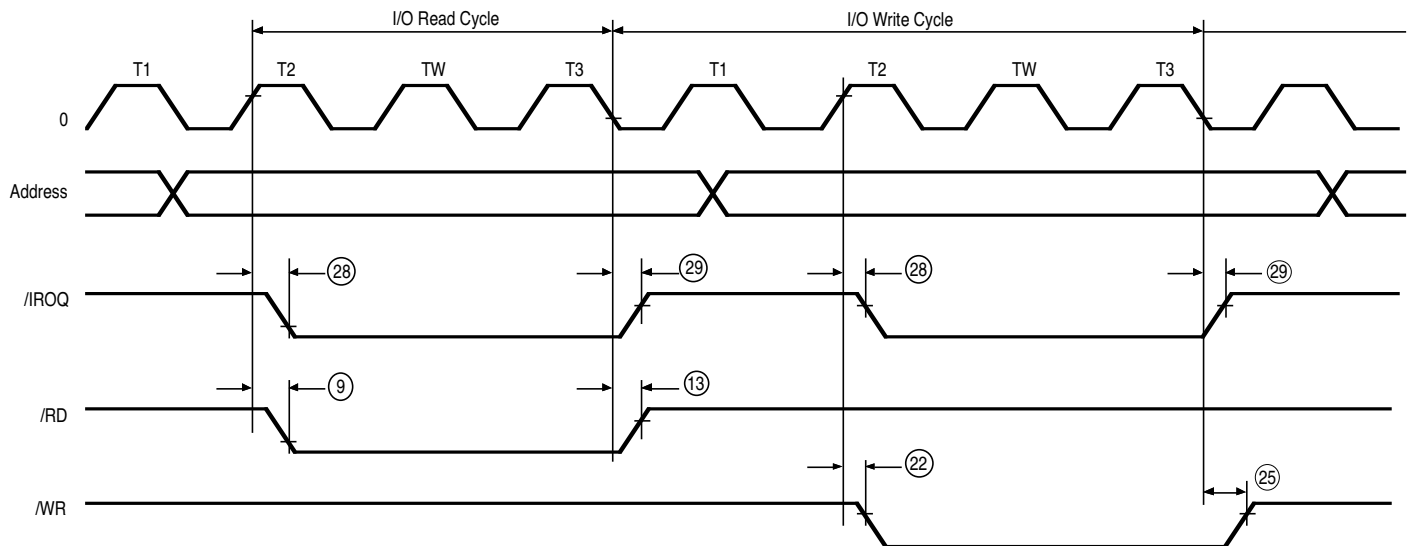 I/O Read Cycle
I/O Write Cycle
T1 T2 TW T3 T1 T2 TW T3
0
Address
28 29 28 29
/IROQ
9 13
/RD
22 25
/WR